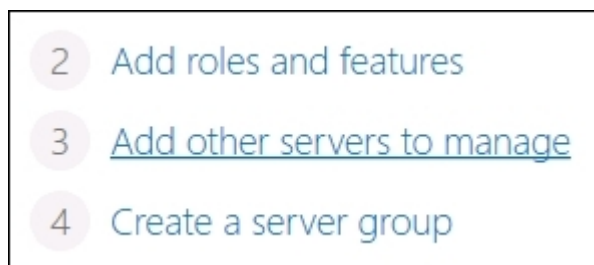 2 Add roles and features
3 Add other servers to manage
4 Create a server group